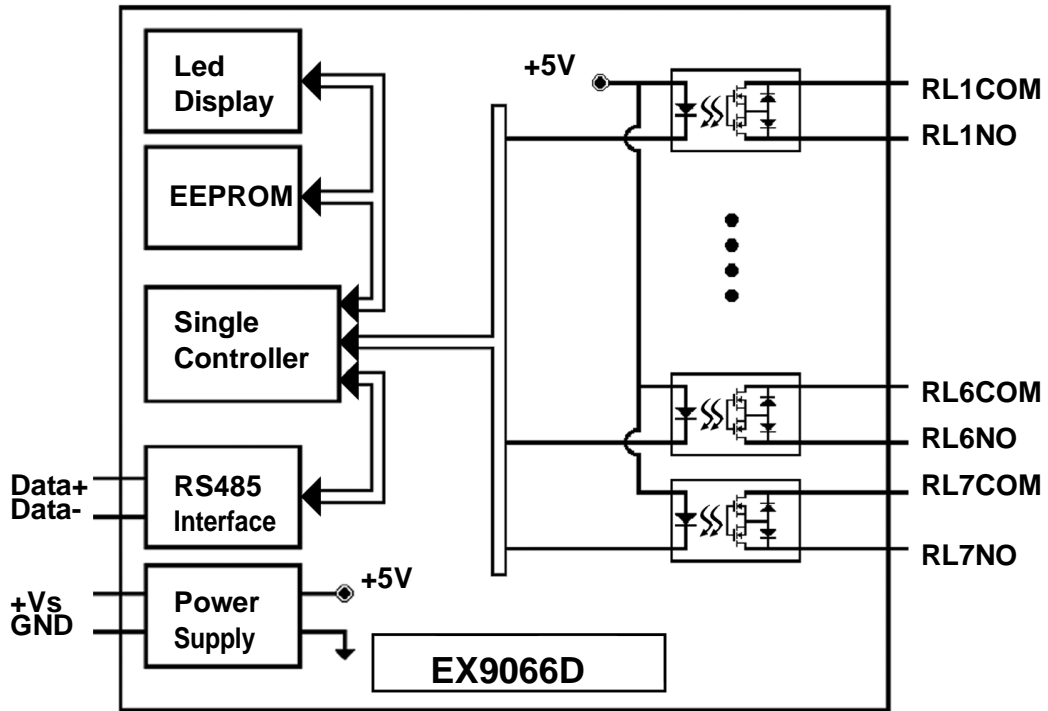 Led
Display
EEPROM
Single
Controller
RS485
Interface
Power
Supply
Data+
Data-
+Vs
GND
+5V
EX9066D
+5V
RL1COM
RL1NO
RL6COM
RL6NO
RL7COM
RL7NO